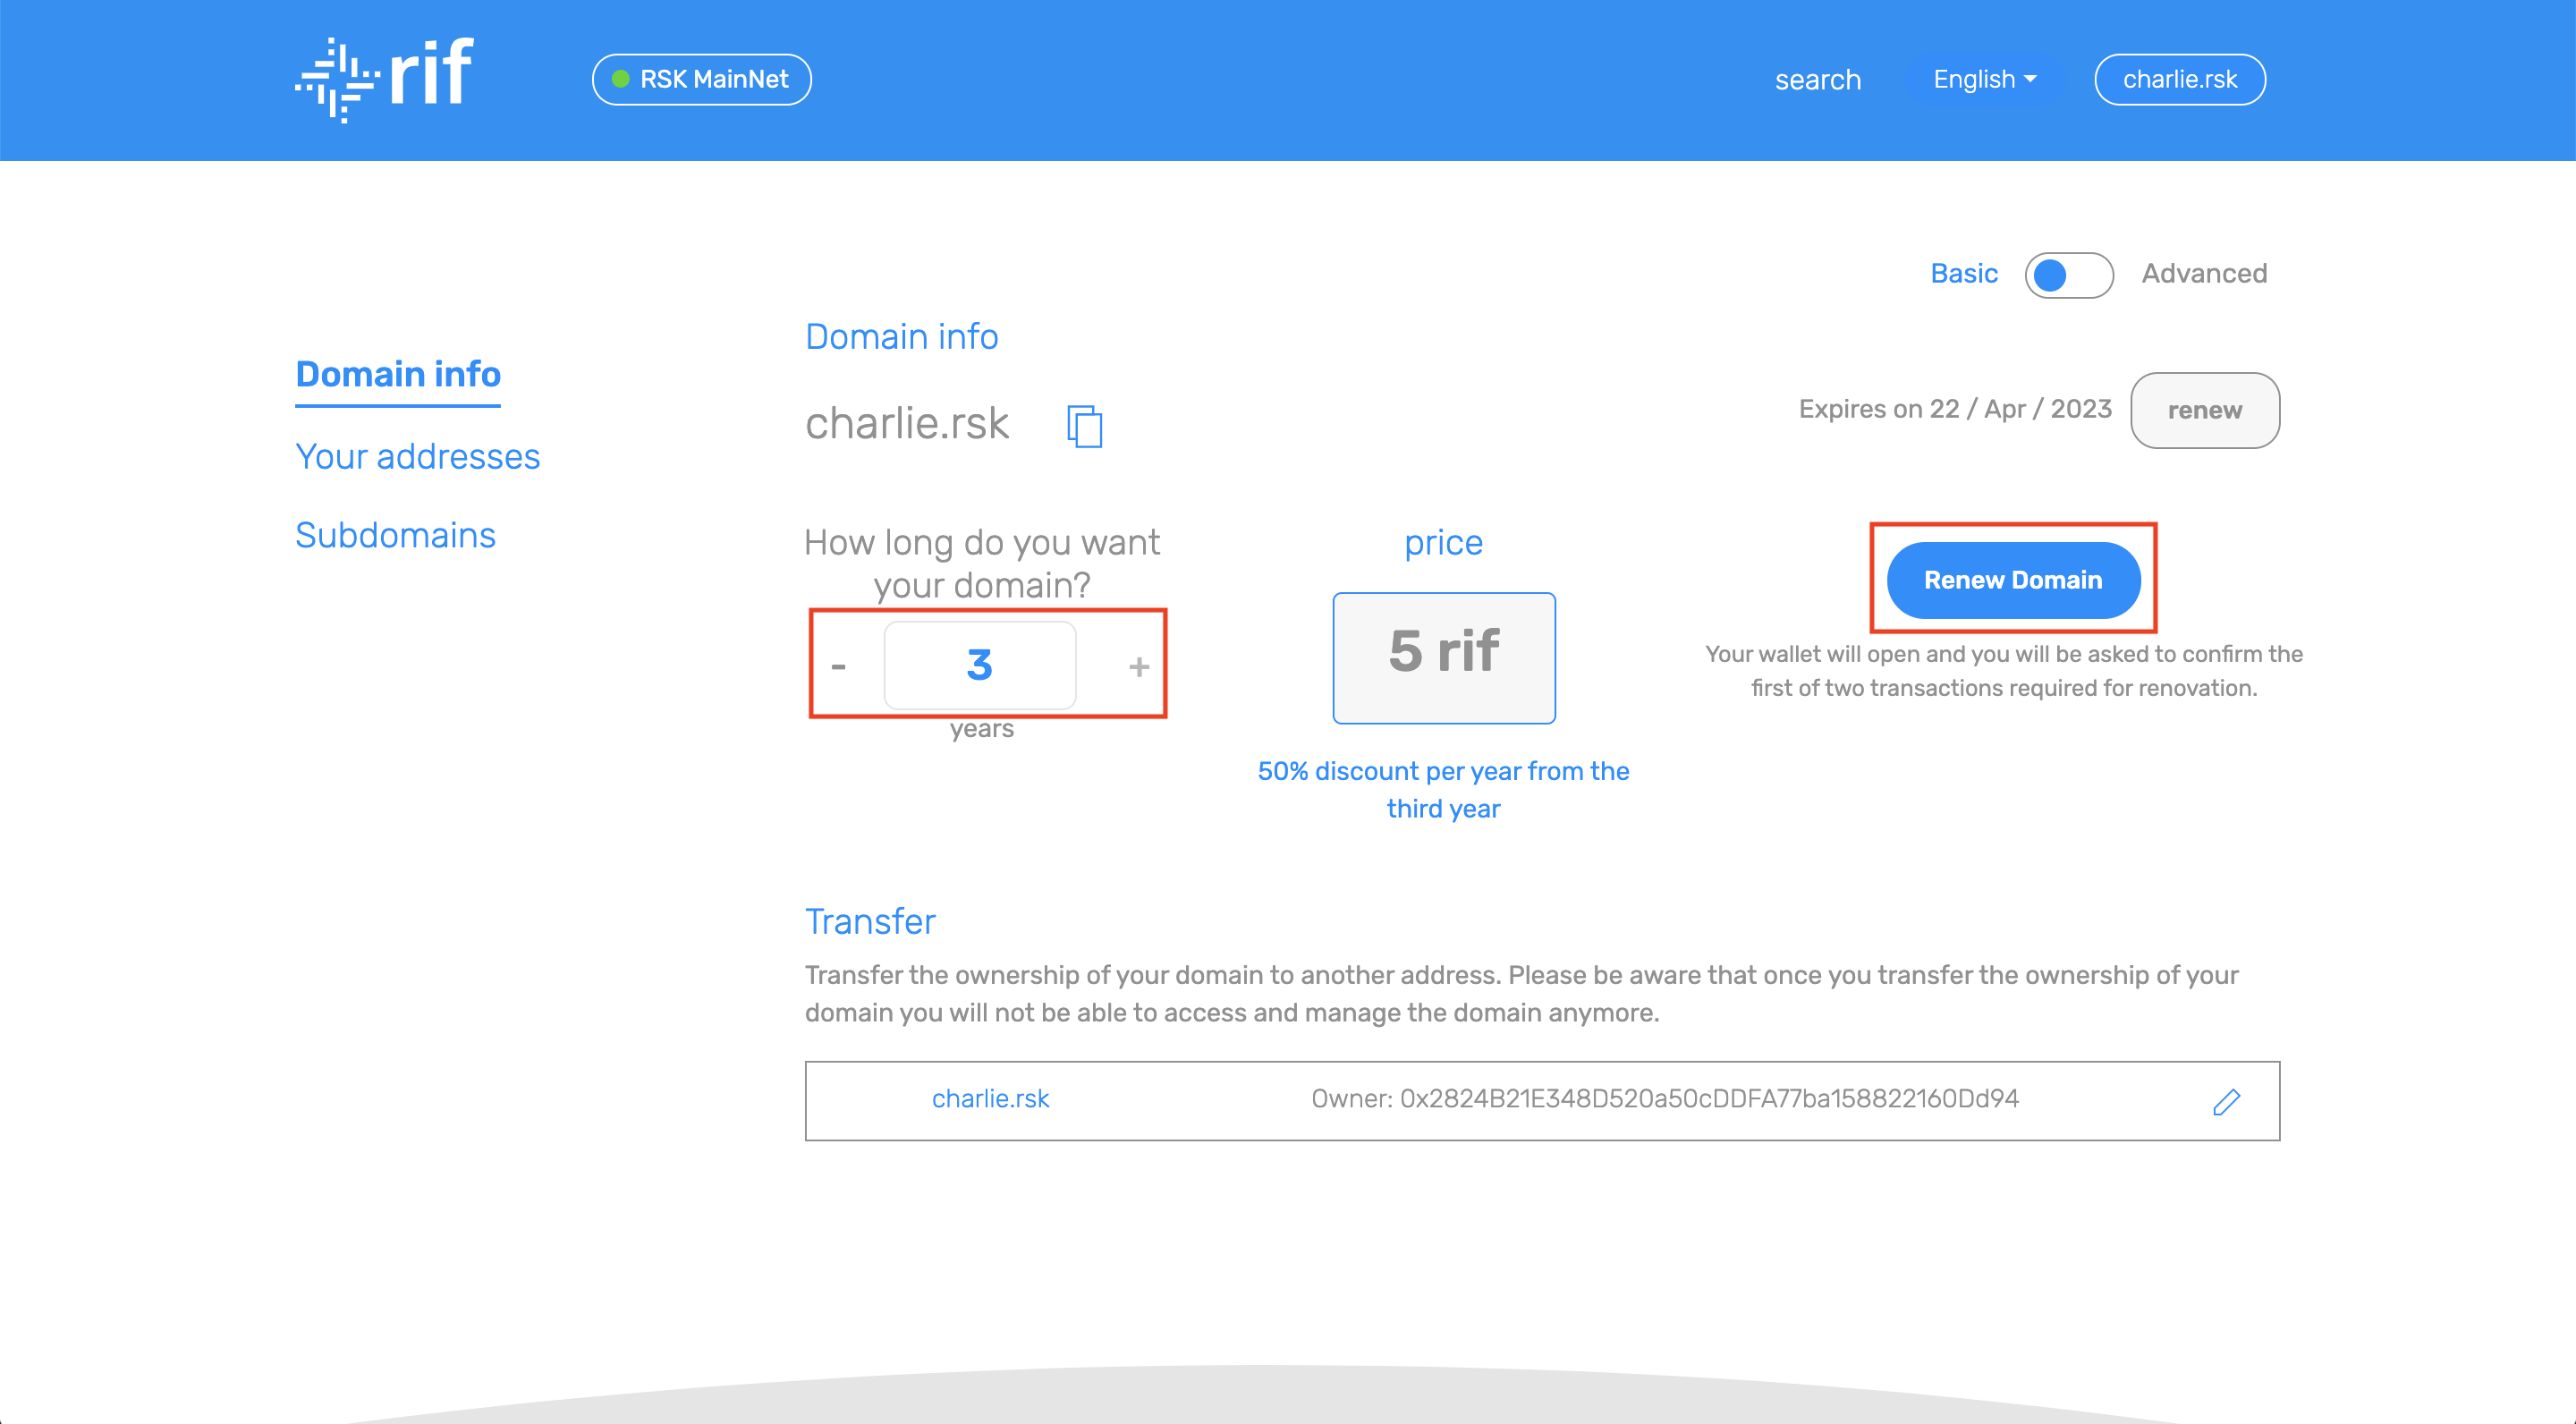 rif
RSK MainNet
search
English
charlie.rsk
Basic
Advanced
Domain info
Your addresses
Subdomains
Domain info
charlie.rsk
Expires on 22 / Apr / 2023
renew
How long do you want
your domain?
- 3 +
years
price
5 rif
50% discount per year from the
third year
Renew Domain
Your wallet will open and you will be asked to confirm the
first of two transactions required for renovation.
Transfer
Transfer the ownership of your domain to another address. Please be aware that once you transfer the ownership of your
domain you will not be able to access and manage the domain anymore.
charlie.rsk
Owner: 0x2824B21E348D520a50cDDFA77ba158822160Dd94